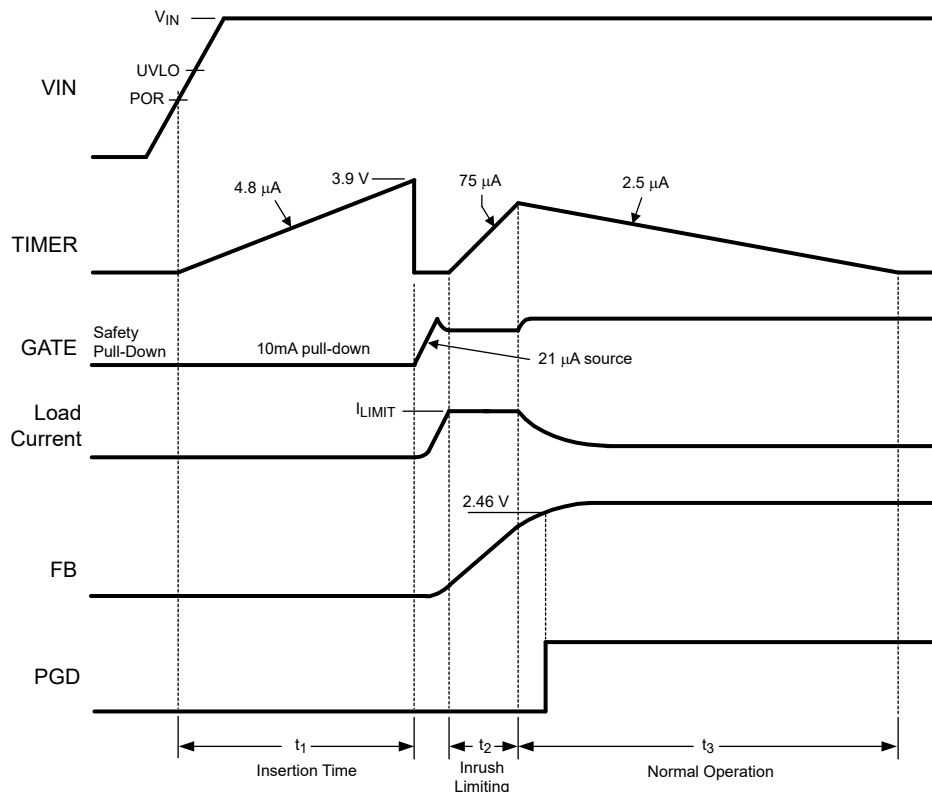 VIN
UVLO
VIN
POR
4.8 μA
3.9 V
75 μA
2.5 μA
TIMER
Safety
Pull-Down
GATE
10mA pull-down
21 μA source
Load
Current
ILIMIT
2.46 V
FB
PGD
t1
t2
t3
Insertion Time
Inrush
Limiting
Normal Operation